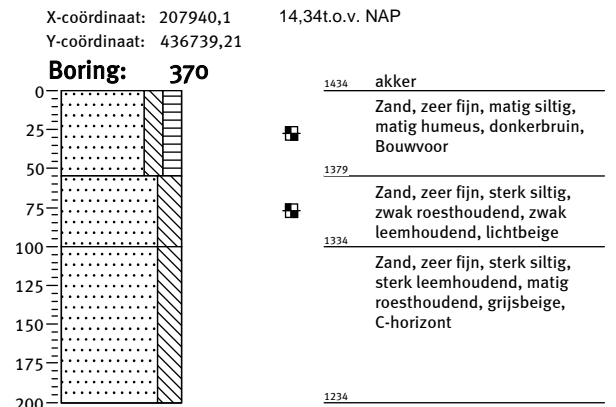 X-coördinaat: 207940,1
14,34t.o.v. NAP
Y-coördinaat: 436739,21
Boring: 370
0
25
50
75
100
125
150
175
200
1434 akker
Zand, zeer fijn, matig siltig,
matig humeus, donkerbruin,
Bouwvoor
1379
Zand, zeer fijn, sterk siltig,
zwak roesthoudend, zwak
leemhoudend, lichtbeige
1334
Zand, zeer fijn, sterk siltig,
sterk leemhoudend, matig
roesthoudend, grijsbeige,
C-horizont
1234